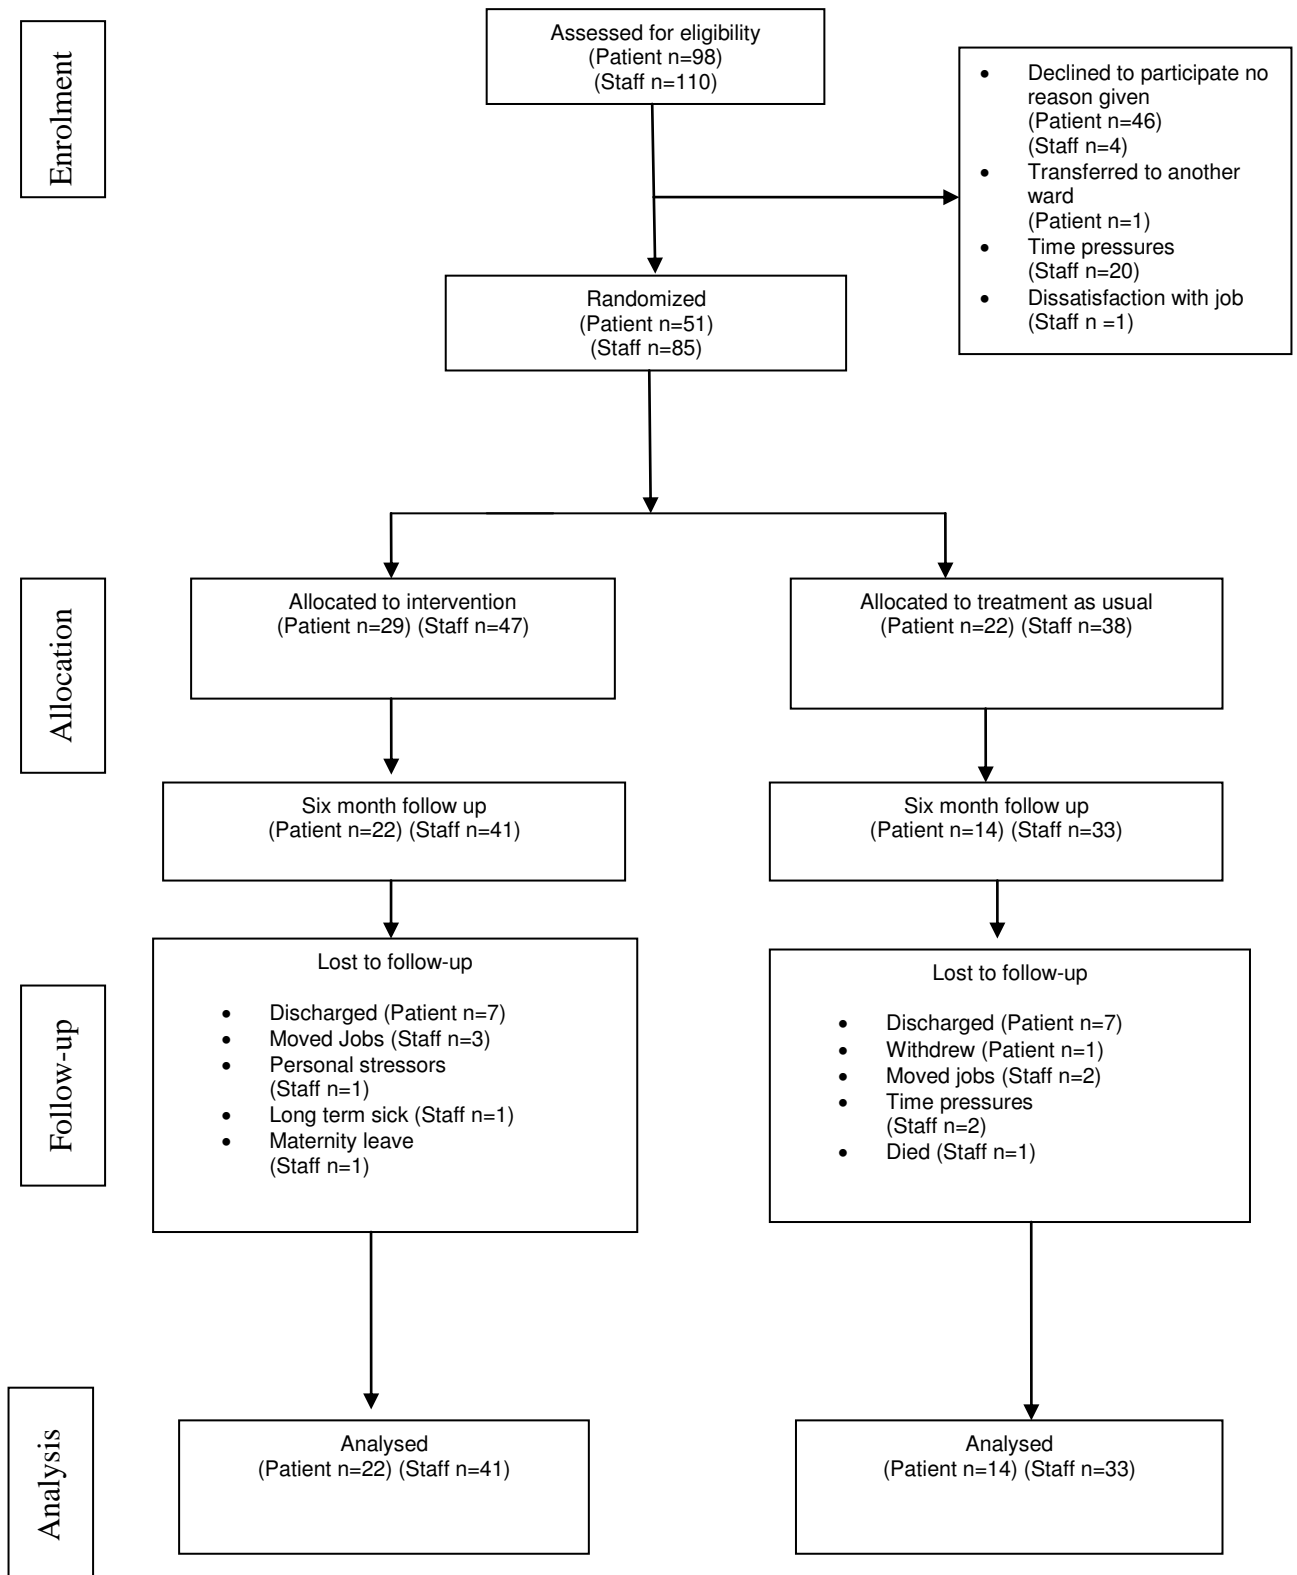 Enrolment
Assessed for eligibility
(Patient n=98)
(Staff n=110)
• Declined to participate no
reason given
(Patient n=46)
(Staff n=4)
• Transferred to another
ward
(Patient n=1)
• Time pressures
(Staff n=20)
• Dissatisfaction with job
(Staff n =1)
Randomized
(Patient n=51)
(Staff n=85)
Allocation
Allocated to intervention
(Patient n=29) (Staff n=47)
Allocated to treatment as usual
(Patient n=22) (Staff n=38)
Six month follow up
(Patient n=22) (Staff n=41)
Six month follow up
(Patient n=14) (Staff n=33)
Follow-up
Lost to follow-up
• Discharged (Patient n=7)
• Moved Jobs (Staff n=3)
• Personal stressors
(Staff n=1)
• Long term sick (Staff n=1)
• Maternity leave
(Staff n=1)
Lost to follow-up
• Discharged (Patient n=7)
• Withdrew (Patient n=1)
• Moved jobs (Staff n=2)
• Time pressures
(Staff n=2)
• Died (Staff n=1)
Analysis
Analysed
(Patient n=22) (Staff n=41)
Analysed
(Patient n=14) (Staff n=33)